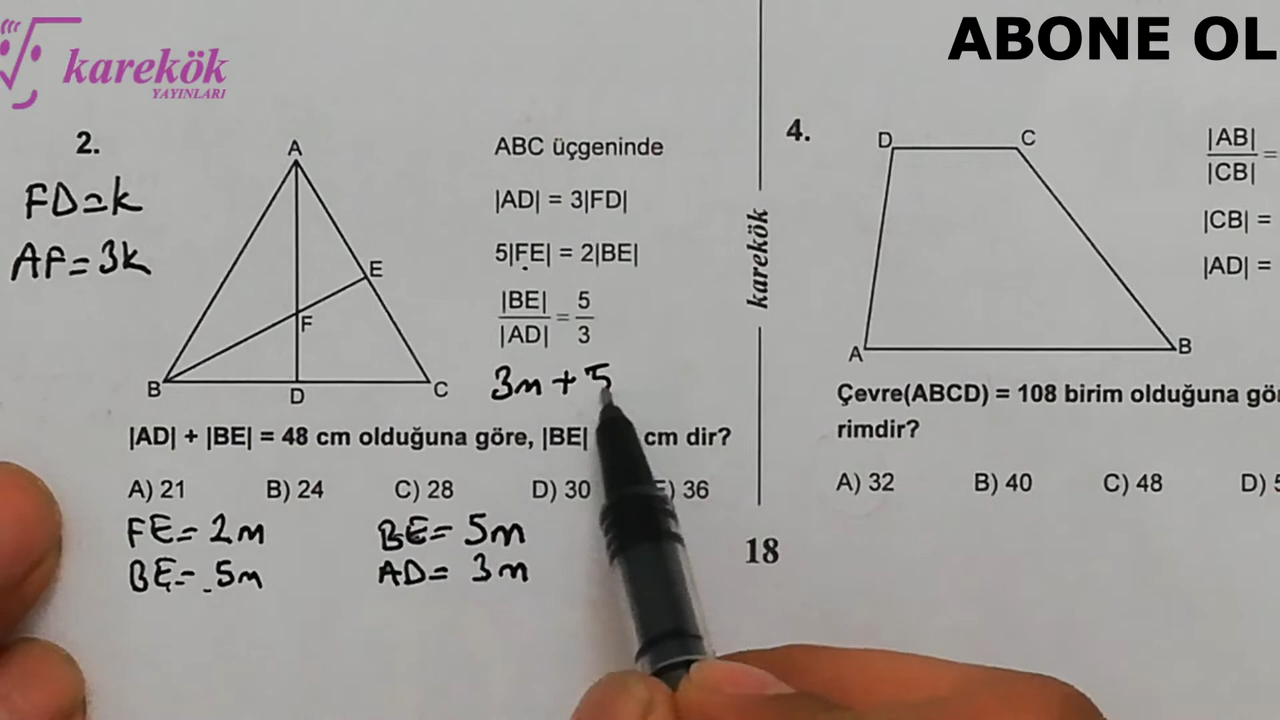 karekök
YAYINLARI
ABONE OL
2.
FD=k
AF=3k
A
B
C
D
E
F
ABC üçgeninde
|AD| = 3|FD|
5|FE| = 2|BE|
|BE| / |AD| = 5 / 3
3m + 5
|AD| + |BE| = 48 cm olduğuna göre, |BE| cm dir?
A) 21 B) 24 C) 28 D) 30 E) 36
FE = 2m BE = 5m
BE = 5m AD = 3m
karekök
18
4.
D
C
A
B
|AB| / |CB| =
|CB| =
|AD| =
Çevre(ABCD) = 108 birim olduğuna gö
rimdir?
A) 32 B) 40 C) 48 D) 5